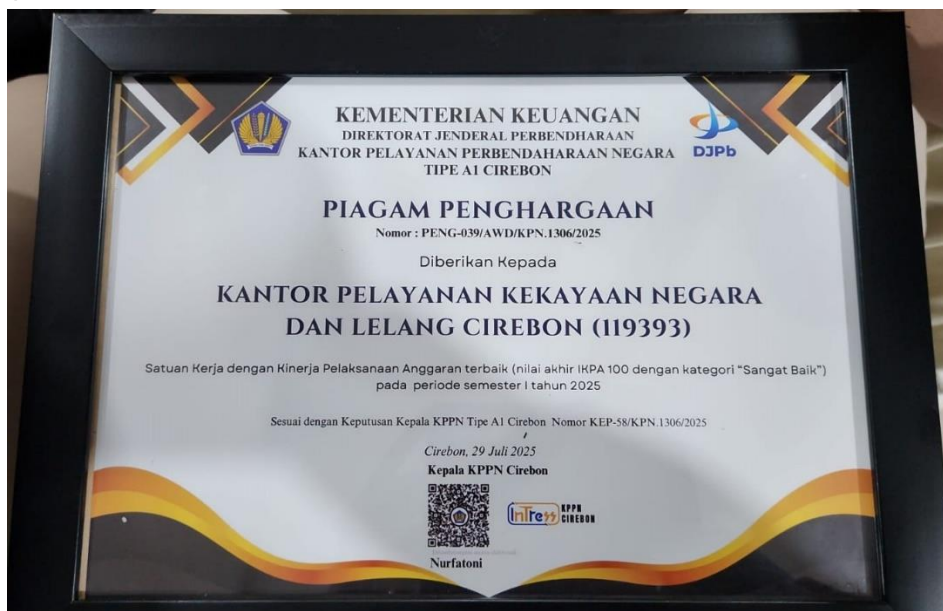 KEMENTERIAN KEUANGAN
DIREKTORAT JENDERAL PERBENDHARAAN
KANTOR PELAYANAN PERBENDAHARAAN NEGARA
TIPE A1 CIREBON
DJPb
PIAGAM PENGHARGAAN
Nomor : PENG-039/AWD/KPN.1306/2025
Diberikan Kepada
KANTOR PELAYANAN KEKAYAAN NEGARA
DAN LELANG CIREBON (119393)
Satuan Kerja dengan Kinerja Pelaksanaan Anggaran terbaik (nilai akhir IKPA 100 dengan kategori "Sangat Baik")
pada periode semester I tahun 2025
Sesuai dengan Keputusan Kepala KPPN Tipe A1 Cirebon Nomor KEP-58/KPN.1306/2025
Cirebon, 29 Juli 2025
Kepala KPPN Cirebon
InTress KPPN CIREBON
Nurfatoni